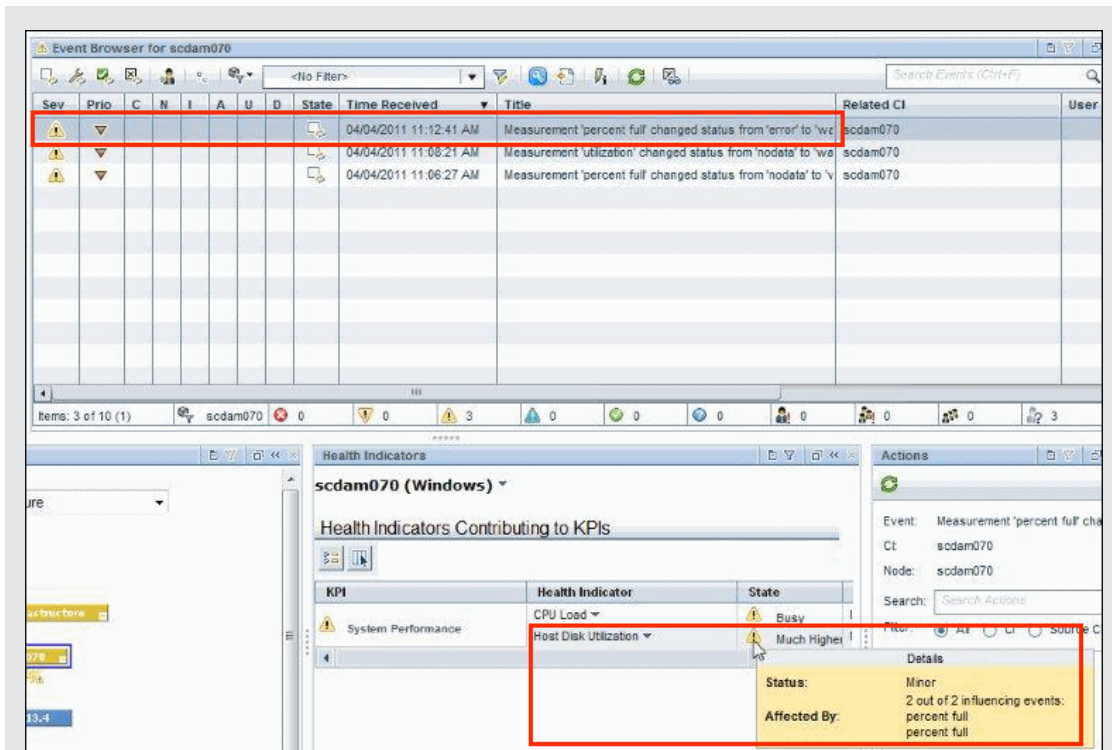 Event Browser for scdam070
<No Filter>
Search Events (Ctrl+F)
Sev Prio C N I A U D State Time Received Title Related CI User
04/04/2011 11:12:41 AM Measurement 'percent full' changed status from 'error' to 'wa scdam070
04/04/2011 11:08:21 AM Measurement 'utilization' changed status from 'nodata' to 'wa scdam070
04/04/2011 11:06:27 AM Measurement 'percent full' changed status from 'nodata' to 'v scdam070
Items: 3 of 10 (1) scdam070 0 0 3 0 0 0 0 0 0 3
Health Indicators
Actions
scdam070 (Windows)
ure
Health Indicators Contributing to KPIs
Event: Measurement 'percent full' cha
CI: scdam070
Node: scdam070
Search: Search Actions
Filter: All CI Source C
KPI Health Indicator State
System Performance
CPU Load Busy
Host Disk Utilization Much Higher
astructure
070
13.4
Details
Status: Minor
Affected By: 2 out of 2 influencing events:
percent full
percent full